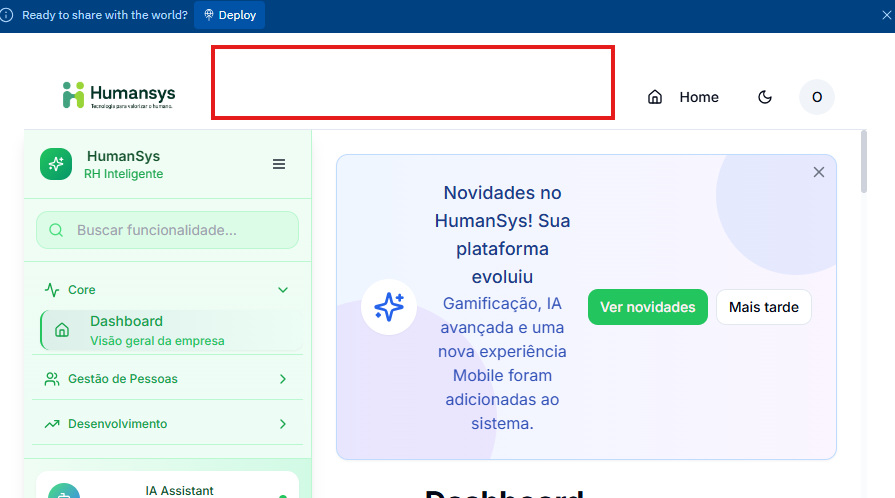 Ready to share with the world?
Deploy
Humansys
Tecnologia para valorizar o humano.
Home
O
HumanSys
RH Inteligente
Buscar funcionalidade...
Core
Dashboard
Visão geral da empresa
Gestão de Pessoas
Desenvolvimento
IA Assistant
Novidades no
HumanSys! Sua
plataforma
evoluiu
Gamificação, IA
avançada e uma
nova experiência
Mobile foram
adicionadas ao
sistema.
Ver novidades
Mais tarde
Dashboard